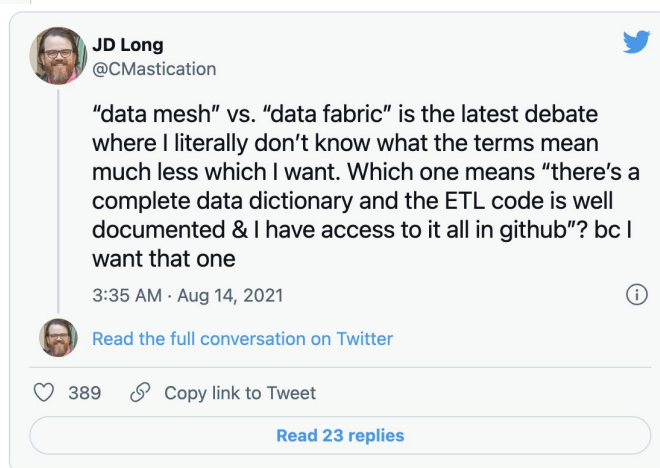 JD Long
@CMastication
“data mesh” vs. “data fabric” is the latest debate
where I literally don’t know what the terms mean
much less which I want. Which one means “there’s a
complete data dictionary and the ETL code is well
documented & I have access to it all in github”? bc I
want that one
3:35 AM · Aug 14, 2021
Read the full conversation on Twitter
389 Copy link to Tweet
Read 23 replies